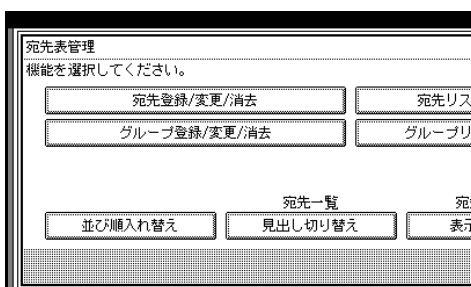 宛先表管理
機能を選択してください。
宛先登録/変更/消去 宛先リス
グループ登録/変更/消去 グループリ
宛先一覧 宛
並び順入れ替え 見出し切り替え 表示